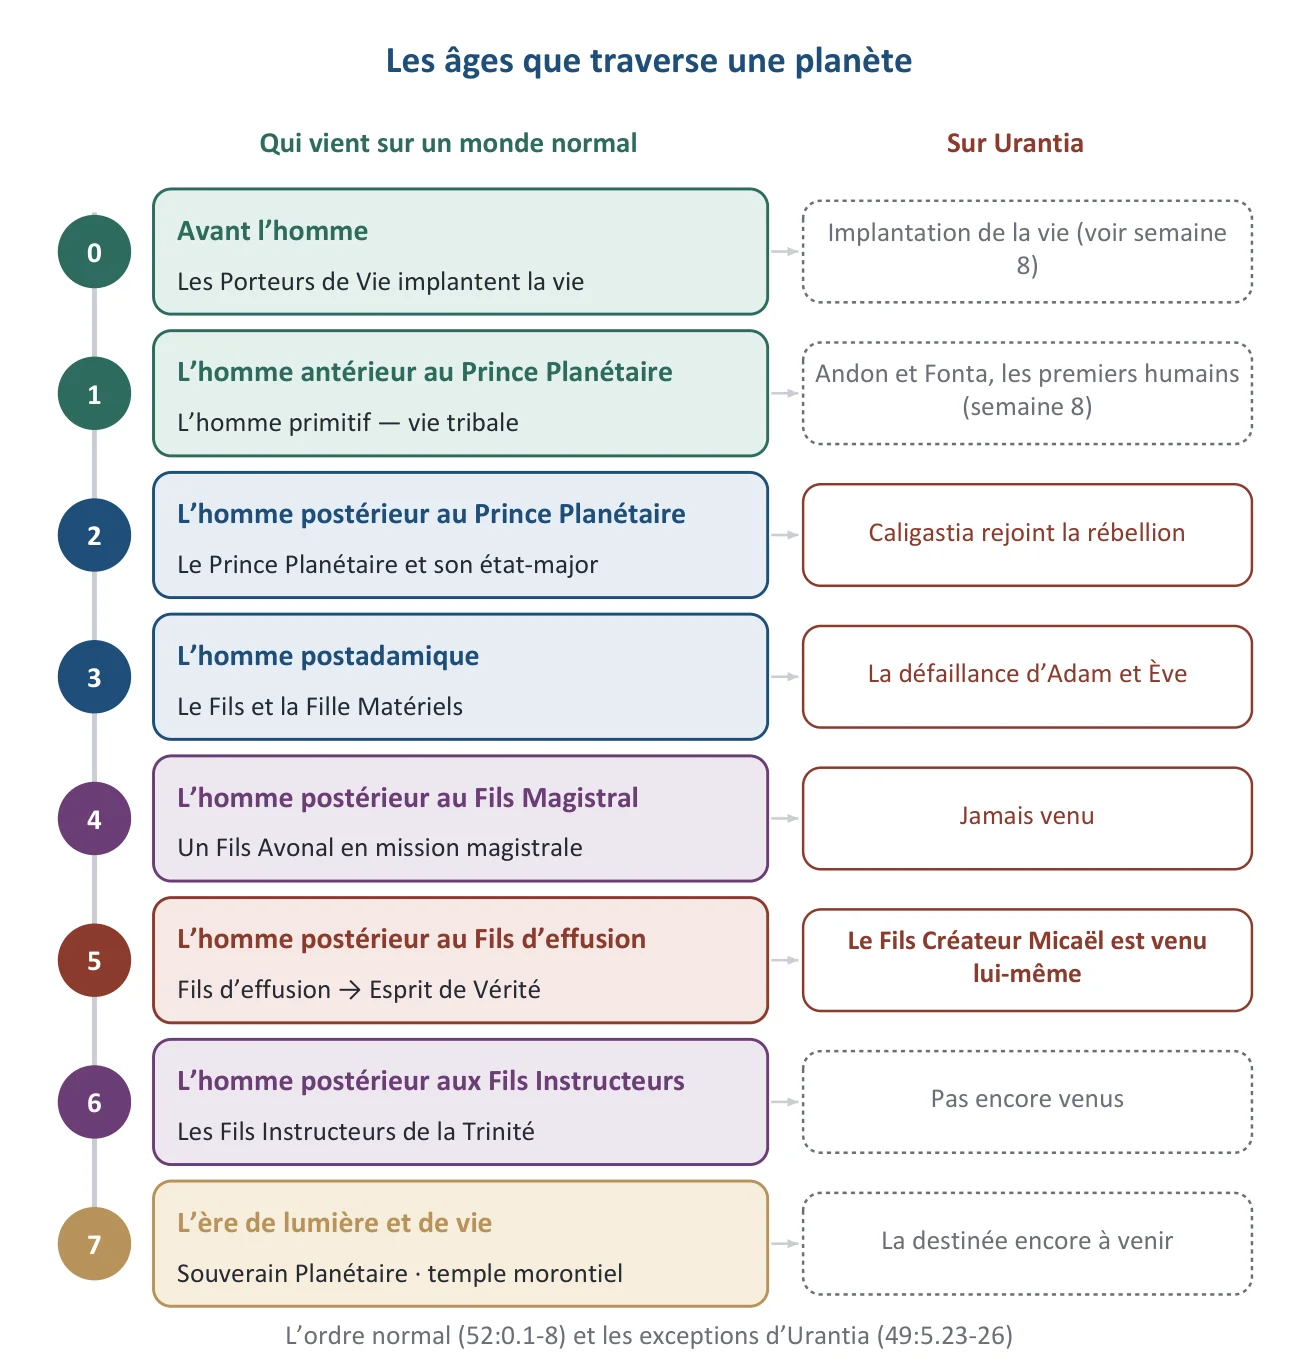 Les âges que traverse une planète
Qui vient sur un monde normal
Sur Urantia
0
Avant l’homme
Les Porteurs de Vie implantent la vie
Implantation de la vie (voir semaine
8)
1
L’homme antérieur au Prince Planétaire
L’homme primitif — vie tribale
Andon et Fonta, les premiers humains
(semaine 8)
2
L’homme postérieur au Prince Planétaire
Le Prince Planétaire et son état-major
Caligastia rejoint la rébellion
3
L’homme postadamique
Le Fils et la Fille Matériels
La défaillance d’Adam et Ève
4
L’homme postérieur au Fils Magistral
Un Fils Avonal en mission magistrale
Jamais venu
5
L’homme postérieur au Fils d’effusion
Fils d’effusion → Esprit de Vérité
Le Fils Créateur Micaël est venu
lui-même
6
L’homme postérieur aux Fils Instructeurs
Les Fils Instructeurs de la Trinité
Pas encore venus
7
L’ère de lumière et de vie
Souverain Planétaire · temple morontiel
La destinée encore à venir
L’ordre normal (52:0.1-8) et les exceptions d’Urantia (49:5.23-26)